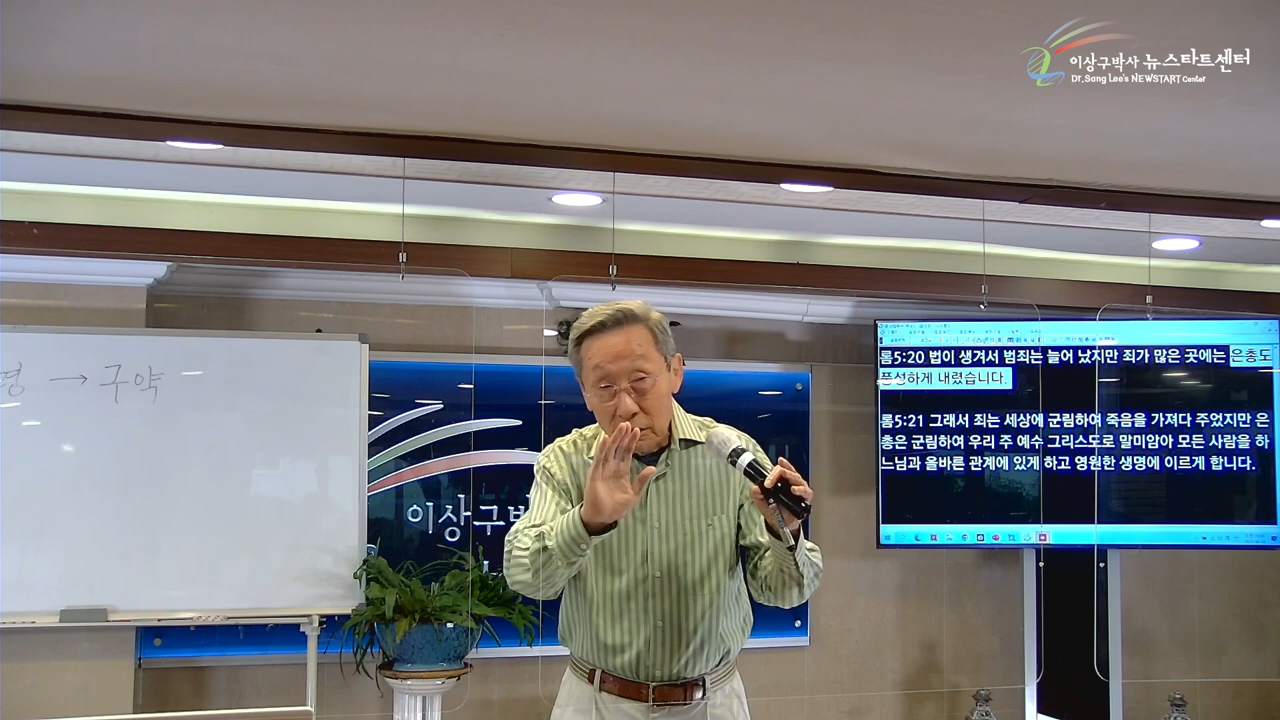 이상구박사 뉴스타트센터
Dr. Sang Lee's NEWSTART Center
→ 구약
이상구박
롬5:20 법이 생겨서 범죄는 늘어 났지만 죄가 많은 곳에는 은총도
풍성하게 내렸습니다.
롬5:21 그래서 죄는 세상에 군림하여 죽음을 가져다 주었지만 은
총은 군림하여 우리 주 예수 그리스도로 말미암아 모든 사람을 하
느님과 올바른 관계에 있게 하고 영원한 생명에 이르게 합니다.